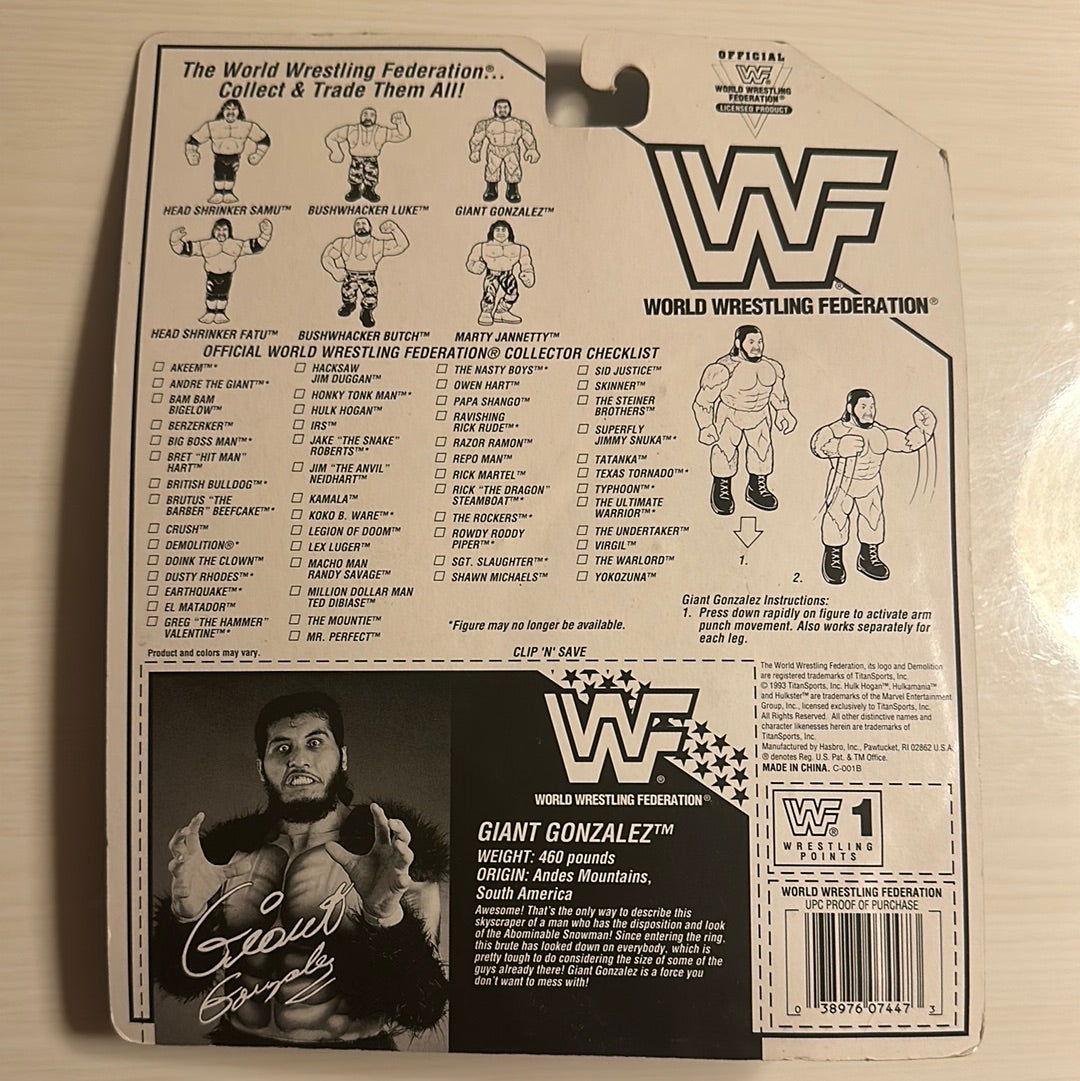 The World Wrestling Federation®...
Collect & Trade Them All!
HEAD SHRINKER SAMU™
BUSHWHACKER LUKE™
GIANT GONZALEZ™
HEAD SHRINKER FATU™
BUSHWHACKER BUTCH™
MARTY JANNETTY™
OFFICIAL
WF
WORLD WRESTLING
FEDERATION®
LICENSED PRODUCT
WF®
WORLD WRESTLING FEDERATION®
OFFICIAL WORLD WRESTLING FEDERATION® COLLECTOR CHECKLIST
AKEEM™*
ANDRE THE GIANT™*
BAM BAM
BIGELOW™
BERZERKER™
BIG BOSS MAN™*
BRET "HIT MAN"
HART™
BRITISH BULLDOG™*
BRUTUS "THE
BARBER" BEEFCAKE™*
CRUSH™
DEMOLITION®*
DOINK THE CLOWN™
DUSTY RHODES™*
EARTHQUAKE™*
EL MATADOR™
GREG "THE HAMMER"
VALENTINE™*
HACKSAW
JIM DUGGAN™
HONKY TONK MAN™*
HULK HOGAN™
IRS™
JAKE "THE SNAKE"
ROBERTS™*
JIM "THE ANVIL"
NEIDHART™
KAMALA™
KOKO B. WARE™*
LEGION OF DOOM™
LEX LUGER™
MACHO MAN
RANDY SAVAGE™
MILLION DOLLAR MAN
TED DIBIASE™
THE MOUNTIE™
MR. PERFECT™
THE NASTY BOYS™*
OWEN HART™
PAPA SHANGO™
RAVISHING
RICK RUDE™*
RAZOR RAMON™
REPO MAN™
RICK MARTEL™
RICK "THE DRAGON"
STEAMBOAT™*
THE ROCKERS™*
ROWDY RODDY
PIPER™*
SGT. SLAUGHTER™*
SHAWN MICHAELS™
SID JUSTICE™
SKINNER™
THE STEINER
BROTHERS™
SUPERFLY
JIMMY SNUKA™*
TATANKA™
TEXAS TORNADO™*
TYPHOON™*
THE ULTIMATE
WARRIOR™*
THE UNDERTAKER™
VIRGIL™
THE WARLORD™
YOKOZUNA™
*Figure may no longer be available.
Product and colors may vary.
CLIP 'N' SAVE
1.
2.
Giant Gonzalez Instructions:
1. Press down rapidly on figure to activate arm
punch movement. Also works separately for
each leg.
The World Wrestling Federation, its logo and Demolition
are registered trademarks of TitanSports, Inc.
© 1993 TitanSports, Inc. Hulk Hogan™, Hulkamania™
and Hulkster™ are trademarks of the Marvel Entertainment
Group, Inc., licensed exclusively to TitanSports, Inc.
All Rights Reserved. All other distinctive names and
character likenesses herein are trademarks of
TitanSports, Inc.
Manufactured by Hasbro, Inc., Pawtucket, RI 02862 U.S.A.
® denotes Reg. U.S. Pat. & TM Office.
MADE IN CHINA. C-001B
Giant
Gonzalez
WF®
WORLD WRESTLING FEDERATION®
GIANT GONZALEZ™
WEIGHT: 460 pounds
ORIGIN: Andes Mountains,
South America
Awesome! That's the only way to describe this
skyscraper of a man who has the disposition and look
of the Abominable Snowman! Since entering the ring,
this brute has looked down on everybody, which is
pretty tough to do considering the size of some of the
guys already there! Giant Gonzalez is a force you
don't want to mess with!
WF® 1
WRESTLING
POINTS
WORLD WRESTLING FEDERATION
UPC PROOF OF PURCHASE
0 38976 07447 3